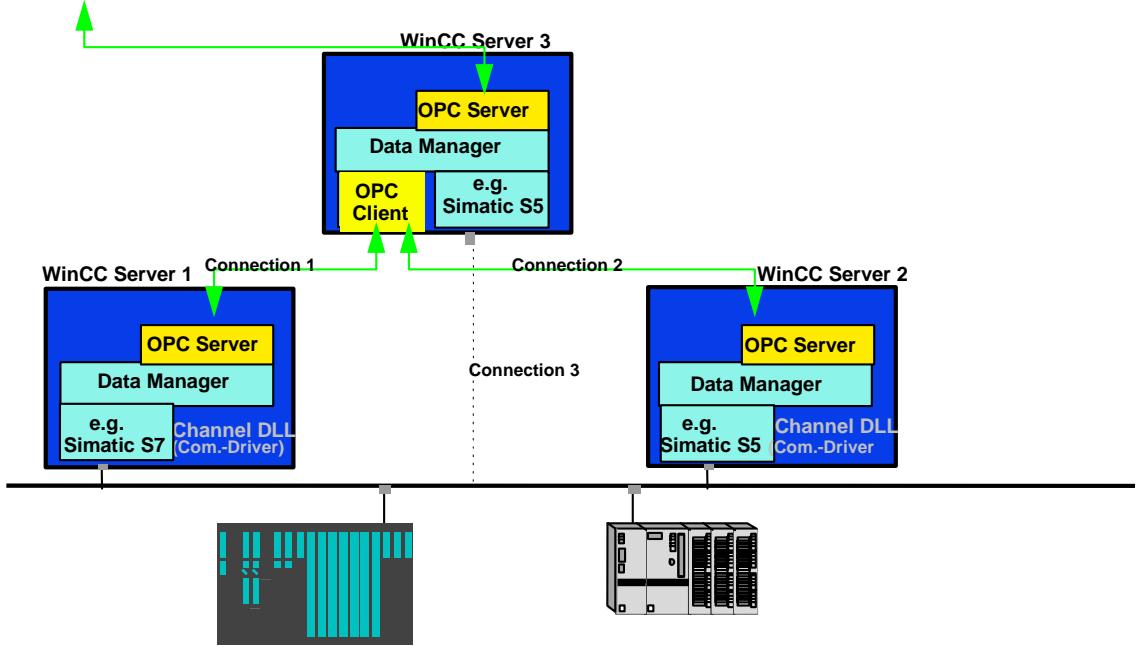 WinCC Server 3
OPC Server
Data Manager
OPC
Client
e.g.
Simatic S5
Connection 1
Connection 2
WinCC Server 1
WinCC Server 2
OPC Server
Data Manager
e.g.
Simatic S7
Channel DLL
(Com.-Driver)
Connection 3
OPC Server
Data Manager
e.g.
Simatic S5
Channel DLL
(Com.-Driver